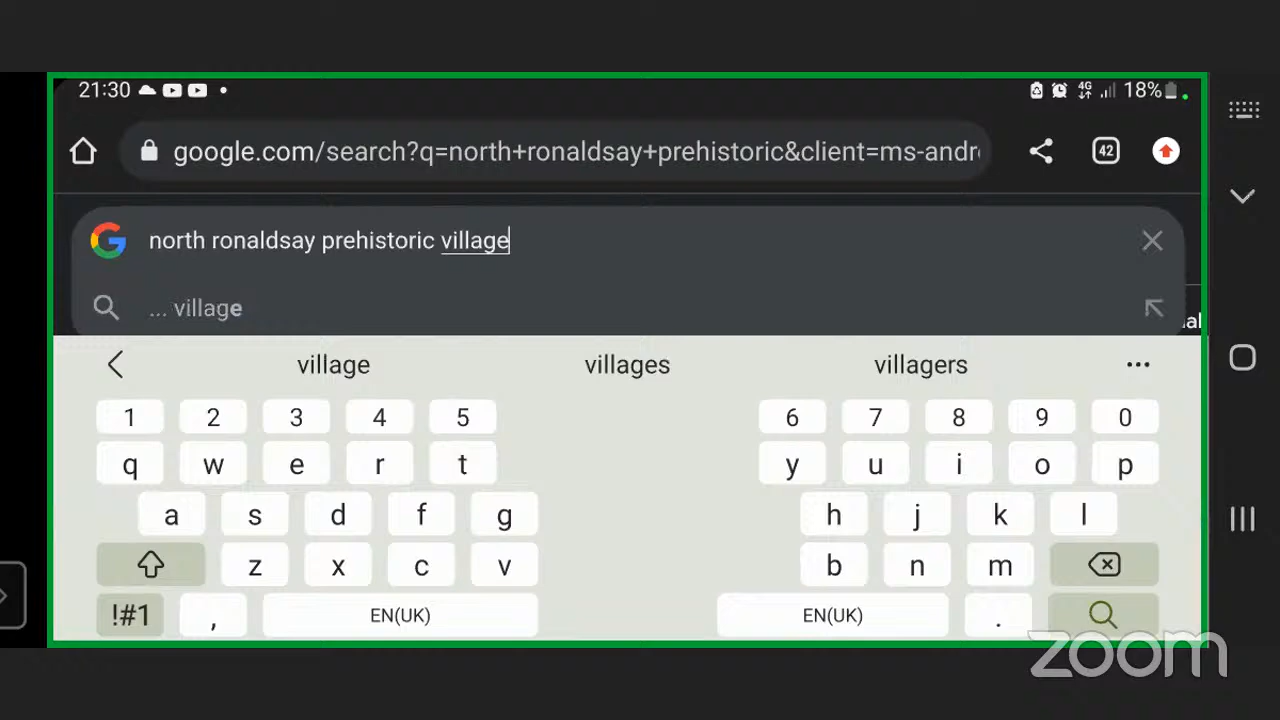 21:30
4G
18%
google.com/search?q=north+ronaldsay+prehistoric&client=ms-andr
42
north ronaldsay prehistoric village
... village
village villages villagers ...
1 2 3 4 5 6 7 8 9 0
q w e r t y u i o p
a s d f g h j k l
z x c v b n m
!#1 , EN(UK) EN(UK) .
zoom